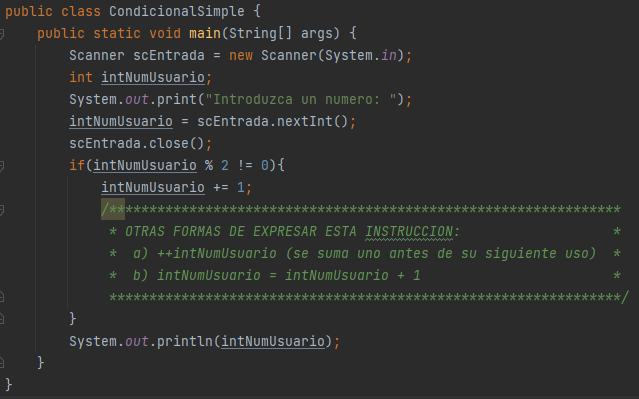 public class CondicionalSimple {
    public static void main(String[] args) {
        Scanner scEntrada = new Scanner(System.in);
        int intNumUsuario;
        System.out.print("Introduzca un numero: ");
        intNumUsuario = scEntrada.nextInt();
        scEntrada.close();
        if(intNumUsuario % 2 != 0){
            intNumUsuario += 1;
            /****************************************************************
             * OTRAS FORMAS DE EXPRESAR ESTA INSTRUCCION:                   *
             *  a) ++intNumUsuario (se suma uno antes de su siguiente uso)  *
             *  b) intNumUsuario = intNumUsuario + 1                        *
             ****************************************************************/
        }
        System.out.println(intNumUsuario);
    }
}